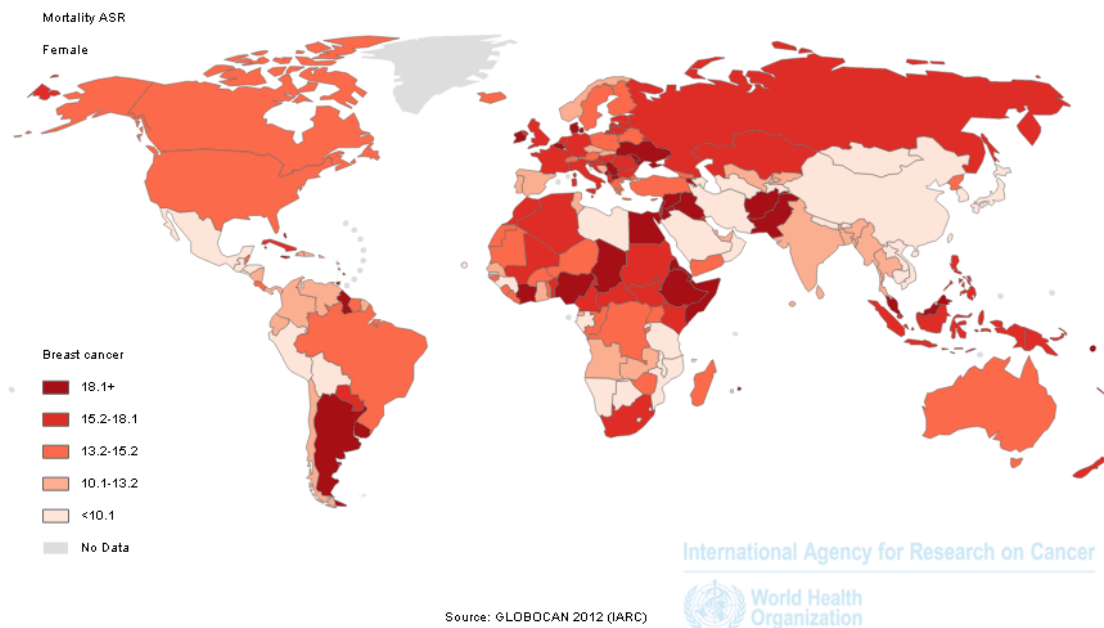 Mortality ASR
Female
Breast cancer
18.1+
15.2-18.1
13.2-15.2
10.1-13.2
<10.1
No Data
International Agency for Research on Cancer
World Health
Organization
Source: GLOBOCAN 2012 (IARC)